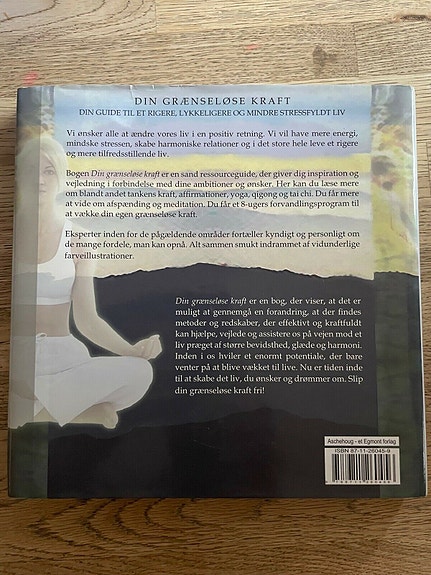 DIN GRÆNSELØSE KRAFT
DIN GUIDE TIL ET RIGERE, LYKKELIGERE OG MINDRE STRESSFYLDT LIV
Vi ønsker alle at ændre vores liv i en positiv retning. Vi vil have mere energi,
mindske stressen, skabe harmoniske relationer og i det store hele leve et rigere
og mere tilfredsstillende liv.
Bogen Din grænseløse kraft er en sand ressourceguide, der giver dig inspiration og
vejledning i forbindelse med dine ambitioner og ønsker. Her kan du læse mere
om blandt andet tankens kraft, affirmationer, yoga, qigong og tai chi. Du får mere
at vide om afspænding og meditation. Du får et 8-ugers forvandlingsprogram til
at vække din egen grænseløse kraft.
Eksperter inden for de pågældende områder fortæller kyndigt og personligt om
de mange fordele, man kan opnå. Alt sammen smukt indrammet af vidunderlige
farveillustrationer.
Din grænseløse kraft er en bog, der viser, at det er
muligt at gennemgå en forandring, at der findes
metoder og redskaber, der effektivt og kraftfuldt
kan hjælpe, vejlede og assistere os på vejen mod et
liv præget af større bevidsthed, glæde og harmoni.
Inden i os hviler et enormt potentiale, der bare
venter på at blive vækket til live. Nu er tiden inde
til at skabe det liv, du ønsker og drømmer om. Slip
din grænseløse kraft fri!
Aschehoug - et Egmont forlag
ISBN 87-11-26045-9